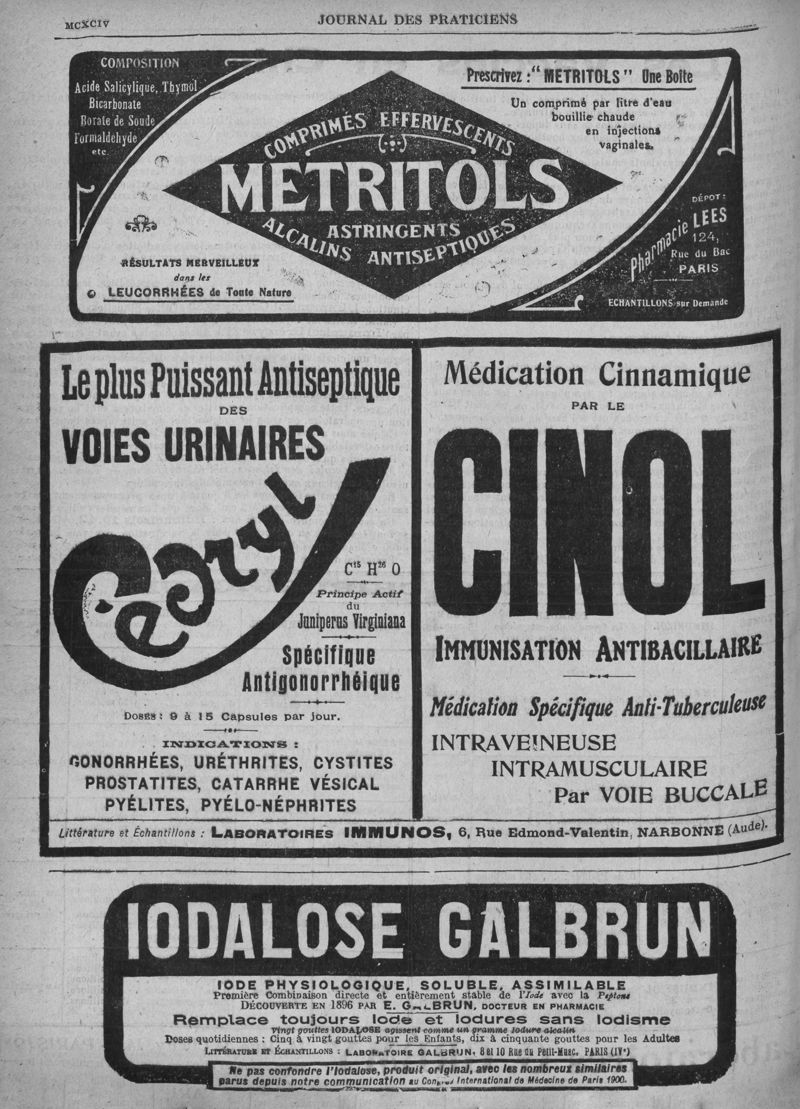 MCXCIV
JOURNAL DES PRATICIENS
COMPOSITION
Acide Salicylique, Thymol
Bicarbonate
Borate de Soude
Formaldehyde
etc.
Prescrivez : "METRITOLS" Une Boîte
Un comprimé par litre d'eau
bouillie chaude
en injections
vaginales.
COMPRIMÉS EFFERVESCENTS
METRITOLS
ASTRINGENTS
ALCALINS ANTISEPTIQUES
RÉSULTATS MERVEILLEUX
dans les
LEUCORRHÉES de Toute Nature
DÉPOT :
Pharmacie LEES
124,
Rue du Bac
PARIS
ECHANTILLONS sur Demande
Le plus Puissant Antiseptique
DES
VOIES URINAIRES
Cedryl
C¹⁵ H²⁶ O
Principe Actif
du
Juniperus Virginiana
Spécifique
Antigonorrhéique
DOSES : 9 à 15 Capsules par jour.
INDICATIONS :
GONORRHÉES, URÉTHRITES, CYSTITES
PROSTATITES, CATARRHE VÉSICAL
PYÉLITES, PYÉLO-NÉPHRITES
Médication Cinnamique
PAR LE
CINOL
IMMUNISATION ANTIBACILLAIRE
Médication Spécifique Anti-Tuberculeuse
INTRAVEINEUSE
INTRAMUSCULAIRE
Par VOIE BUCCALE
Littérature et Échantillons : LABORATOIRES IMMUNOS, 6, Rue Edmond-Valentin, NARBONNE (Aude).
IODALOSE GALBRUN
IODE PHYSIOLOGIQUE, SOLUBLE, ASSIMILABLE
Première Combinaison directe et entièrement stable de l'Iode avec la Peptone
DÉCOUVERTE EN 1896 PAR E. GALBRUN, DOCTEUR EN PHARMACIE
Remplace toujours Iode et Iodures sans Iodisme
Vingt gouttes IODALOSE agissent comme un gramme Iodure alcalin
Doses quotidiennes : Cinq à vingt gouttes pour les Enfants, dix à cinquante gouttes pour les Adultes
LITTÉRATURE ET ÉCHANTILLONS : LABORATOIRE GALBRUN, 8 et 10 Rue du Petit-Musc, PARIS (IVe)
Ne pas confondre l'Iodalose, produit original, avec les nombreux similaires
parus depuis notre communication au Congrès International de Médecine de Paris 1900.